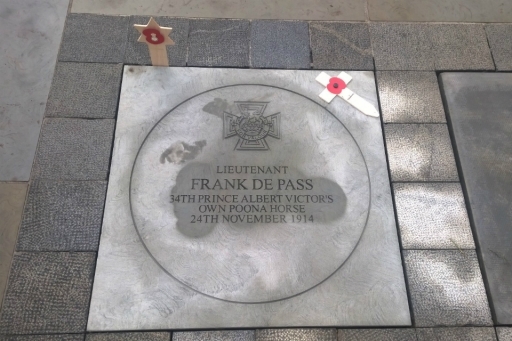 LIEUTENANT
FRANK DE PASS
34TH PRINCE ALBERT VICTOR'S
OWN POONA HORSE
24TH NOVEMBER 1914